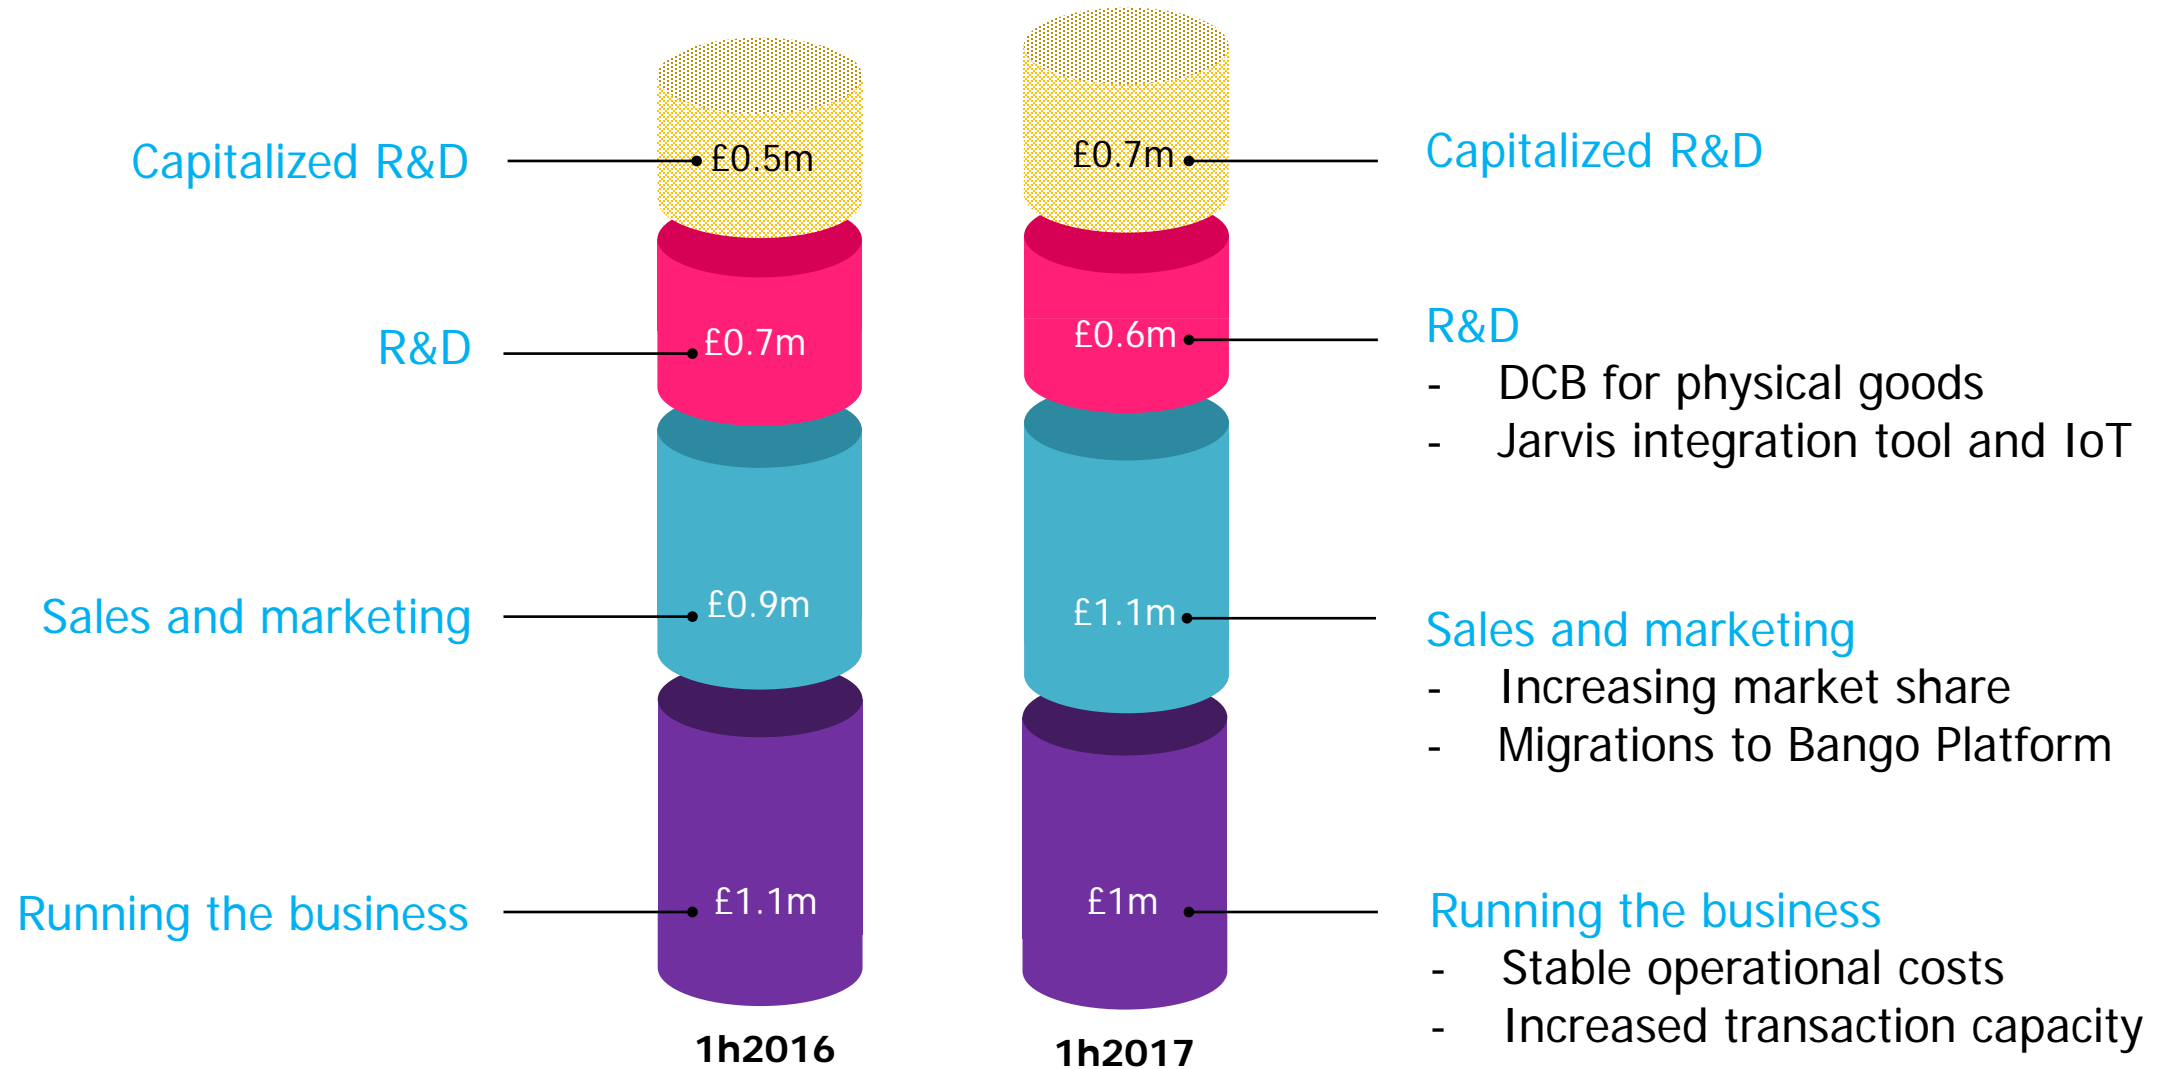 Capitalized R&D
£0.5m
£0.7m
Capitalized R&D
R&D
£0.7m
£0.6m
R&D
- DCB for physical goods
- Jarvis integration tool and IoT
Sales and marketing
£0.9m
£1.1m
Sales and marketing
- Increasing market share
- Migrations to Bango Platform
Running the business
£1.1m
£1m
Running the business
- Stable operational costs
- Increased transaction capacity
1h2016
1h2017